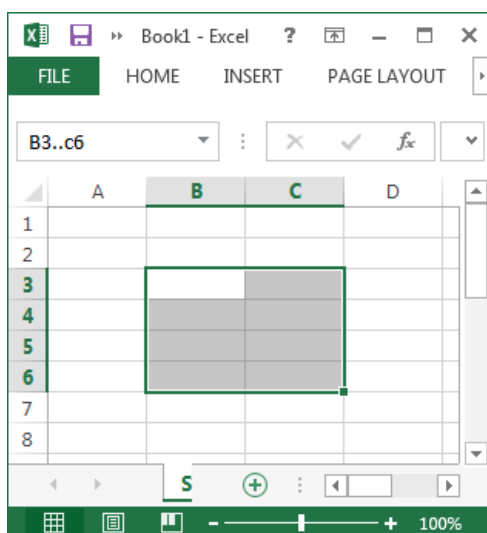 Book1 - Excel ?
FILE HOME INSERT PAGE LAYOUT
B3..c6 fx
A B C D
1
2
3
4
5
6
7
8
S
100%